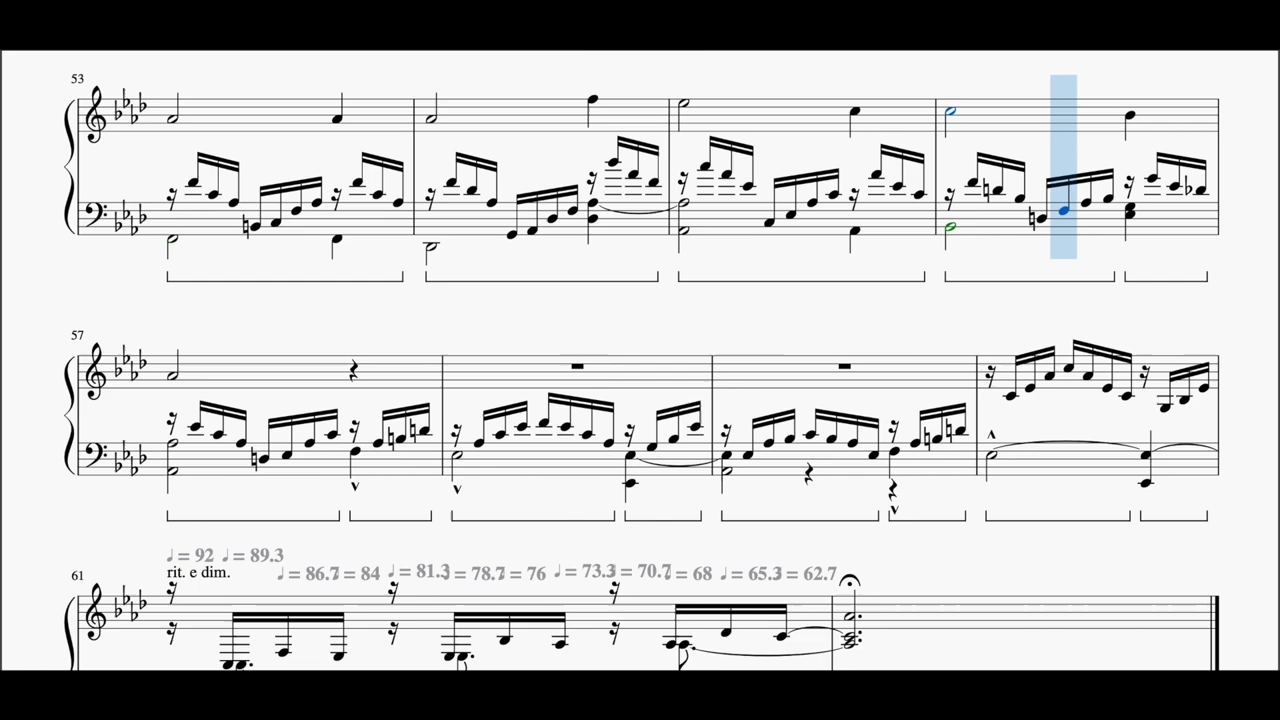 53
57
♩ = 92 ♩ = 89.3
rit. e dim. ♩ = 86.7 = 84 ♩ = 81.3 = 78.7 = 76 ♩ = 73.3 = 70.7 ♩ = 68 ♩ = 65.3 = 62.7
61